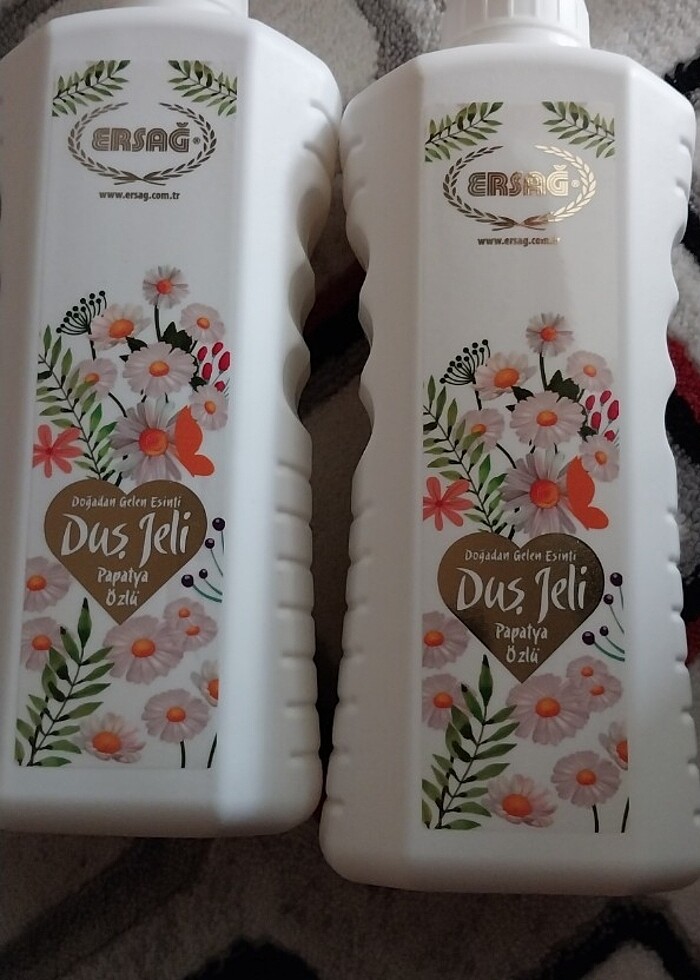 ERSAĞ®
www.ersag.com.tr
Doğadan Gelen Esinti
Duş Jeli
Papatya
Özlü
ERSAĞ®
www.ersag.com.tr
Doğadan Gelen Esinti
Duş Jeli
Papatya
Özlü